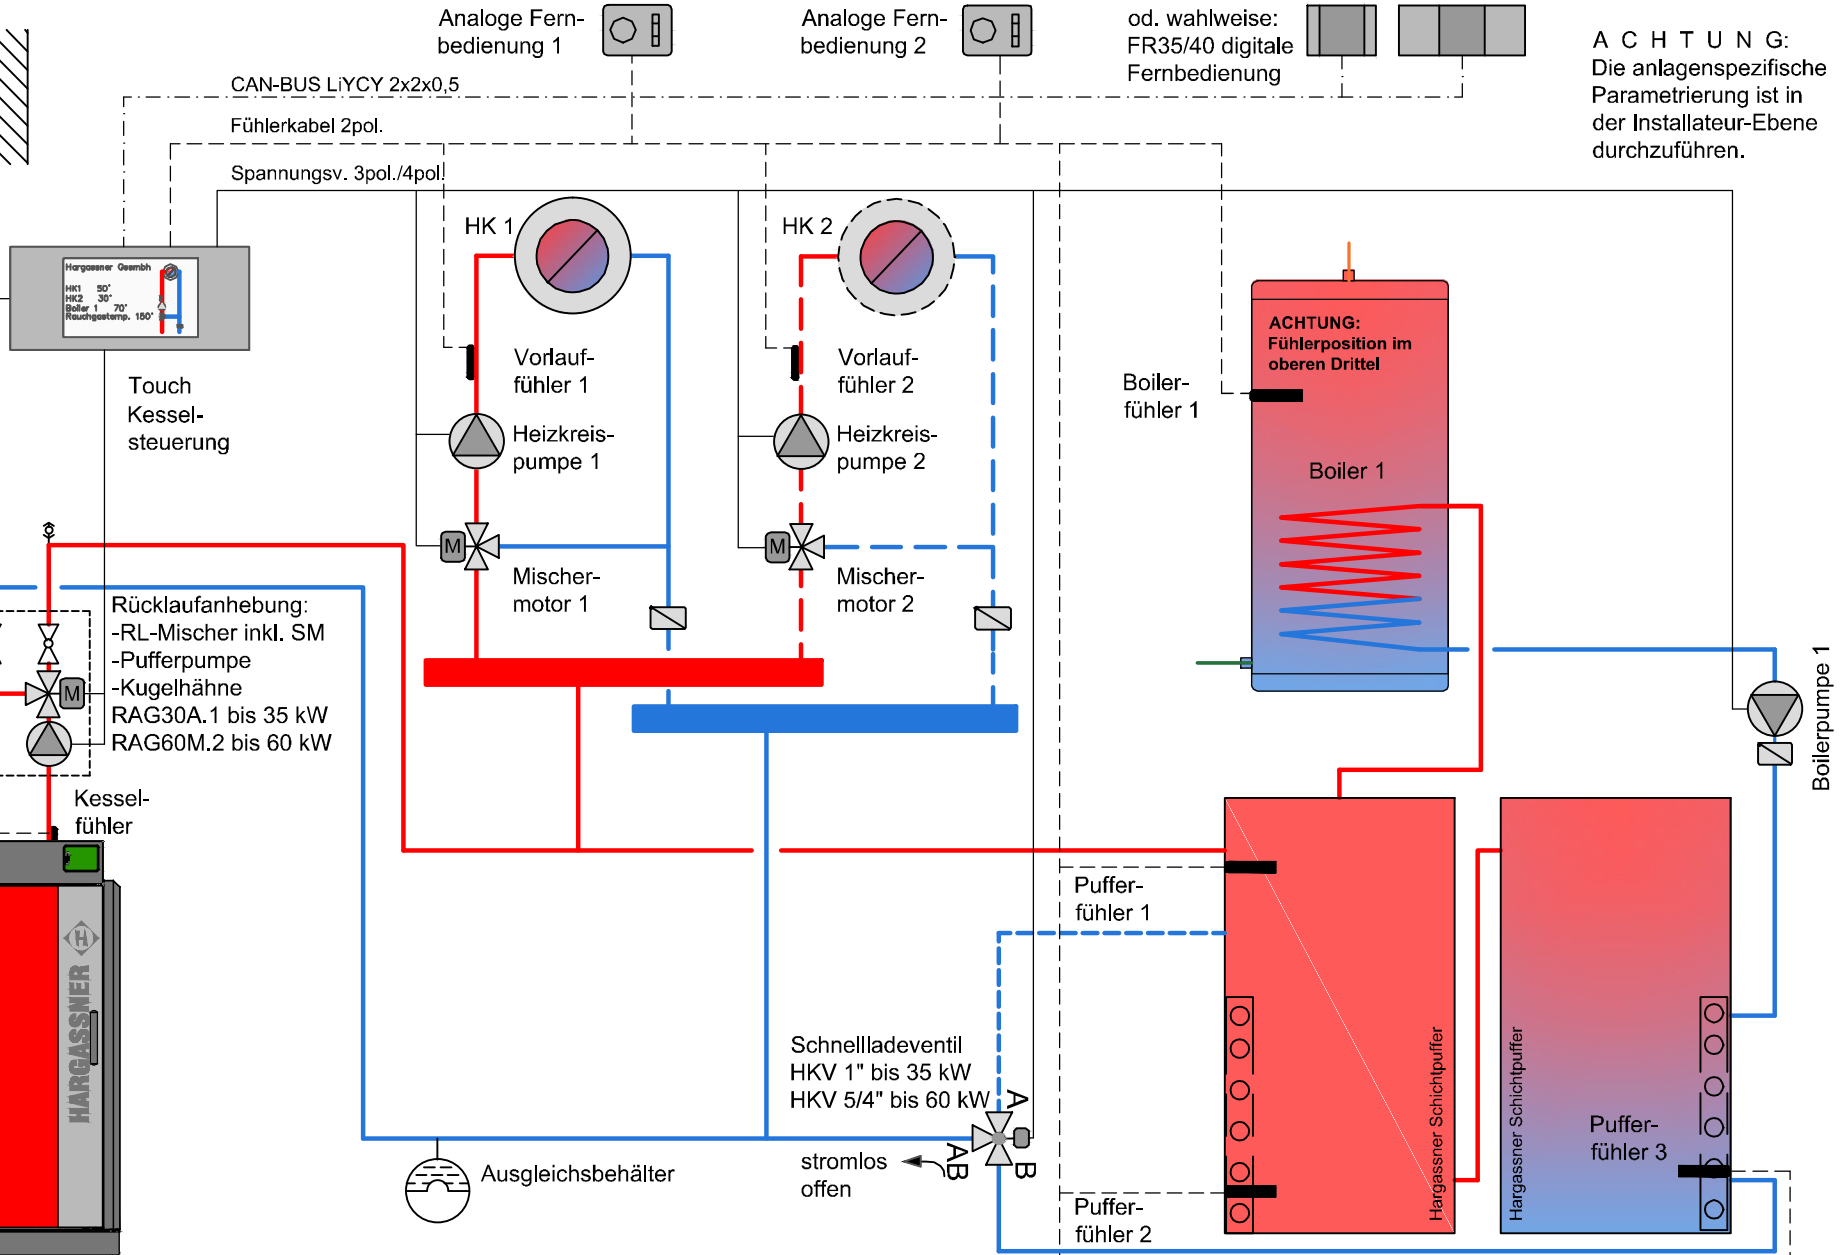 Analoge Fern-
bedienung 1
Analoge Fern-
bedienung 2
od. wahlweise:
FR35/40 digitale
Fernbedienung
A C H T U N G:
Die anlagenspezifische
Parametrierung ist in
der Installateur-Ebene
durchzuführen.
CAN-BUS LiYCY 2x2x0,5
Fühlerkabel 2pol.
Spannungsv. 3pol./4pol.
HK 1
HK 2
Hargassner Gesmbh
HK1 50°
HK2 30°
Boiler 1 70°
Rauchgastemp. 150°
Touch
Kessel-
steuerung
Vorlauf-
fühler 1
Vorlauf-
fühler 2
Heizkreis-
pumpe 1
Heizkreis-
pumpe 2
M
M
Mischer-
motor 1
Mischer-
motor 2
ACHTUNG:
Fühlerposition im
oberen Drittel
Boiler-
fühler 1
Boiler 1
Boilerpumpe 1
Rücklaufanhebung:
-RL-Mischer inkl. SM
-Pufferpumpe
-Kugelhähne
RAG30A.1 bis 35 kW
RAG60M.2 bis 60 kW
M
Kessel-
fühler
H
HARGASSNER
Puffer-
fühler 1
Schnellladeventil
HKV 1" bis 35 kW
HKV 5/4" bis 60 kW
A
AB
B
stromlos
offen
Ausgleichsbehälter
Puffer-
fühler 2
Hargassner Schichtpuffer
Hargassner Schichtpuffer
Puffer-
fühler 3